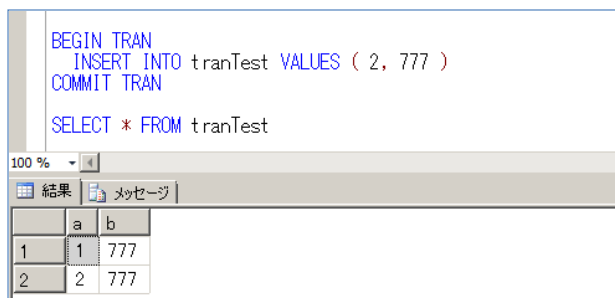 BEGIN TRAN
INSERT INTO tranTest VALUES ( 2, 777 )
COMMIT TRAN
SELECT * FROM tranTest
100 %
結果 メッセージ
a b
1 1 777
2 2 777